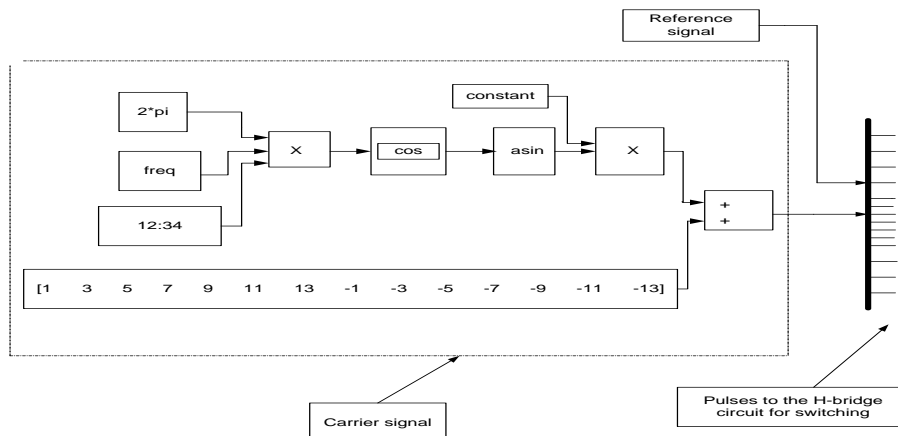 Reference
signal
2*pi
constant
X
cos
asin
X
freq
12:34
+
+
[1 3 5 7 9 11 13 -1 -3 -5 -7 -9 -11 -13]
Pulses to the H-bridge
circuit for switching
Carrier signal